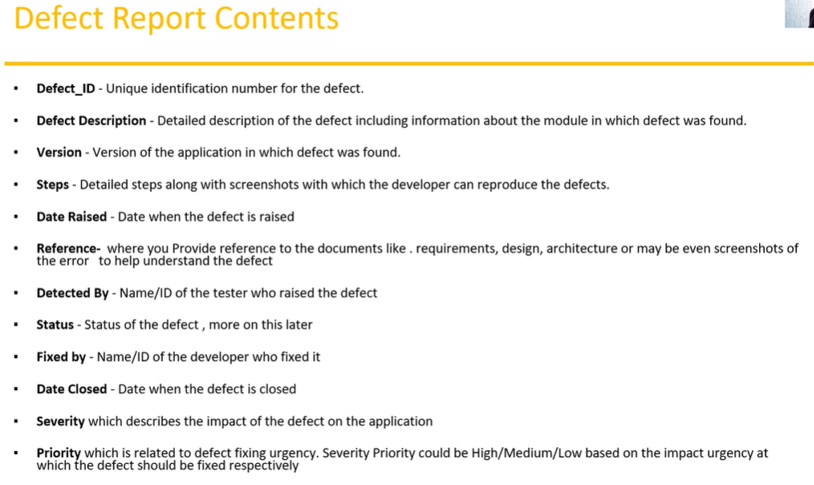 Defect Report Contents
▪ Defect_ID - Unique identification number for the defect.
▪ Defect Description - Detailed description of the defect including information about the module in which defect was found.
▪ Version - Version of the application in which defect was found.
▪ Steps - Detailed steps along with screenshots with which the developer can reproduce the defects.
▪ Date Raised - Date when the defect is raised
▪ Reference- where you Provide reference to the documents like . requirements, design, architecture or may be even screenshots of
the error to help understand the defect
▪ Detected By - Name/ID of the tester who raised the defect
▪ Status - Status of the defect , more on this later
▪ Fixed by - Name/ID of the developer who fixed it
▪ Date Closed - Date when the defect is closed
▪ Severity which describes the impact of the defect on the application
▪ Priority which is related to defect fixing urgency. Severity Priority could be High/Medium/Low based on the impact urgency at
which the defect should be fixed respectively